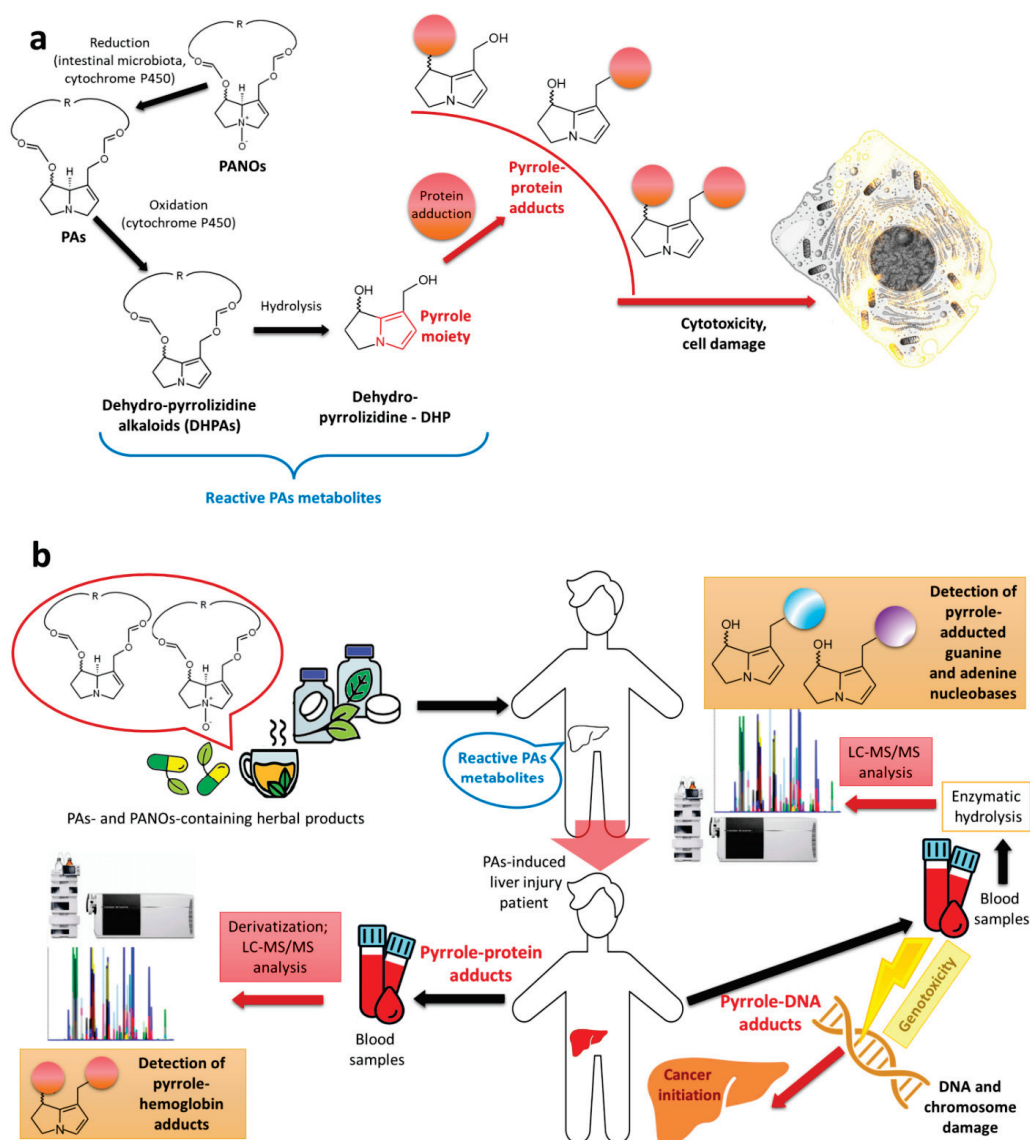 a
R
O
O
O
O
H
N+
O-
PANOs
Reduction
(intestinal microbiota,
cytochrome P450)
R
O
O
O
O
H
N
PAs
Oxidation
(cytochrome P450)
R
O
O
O
O
N
Dehydro-pyrrolizidine
alkaloids (DHPAs)
Hydrolysis
OH
OH
N
Pyrrole
moiety
Dehydro-
pyrrolizidine - DHP
Reactive PAs metabolites
Protein
adduction
OH
N
OH
N
Pyrrole-
protein
adducts
N
Cytotoxicity,
cell damage
b
R
O
O
O
O
H
N
R
O
O
O
O
H
N+
O-
PAs- and PANOs-containing herbal products
Reactive PAs
metabolites
PAs-induced
liver injury
patient
Detection of
pyrrole-
adducted
guanine
and adenine
nucleobases
OH
N
OH
N
LC-MS/MS
analysis
Enzymatic
hydrolysis
Blood
samples
Genotoxicity
Pyrrole-DNA
adducts
DNA and
chromosome
damage
Cancer
initiation
Pyrrole-protein
adducts
Blood
samples
Derivatization;
LC-MS/MS
analysis
Detection of
pyrrole-
hemoglobin
adducts
N